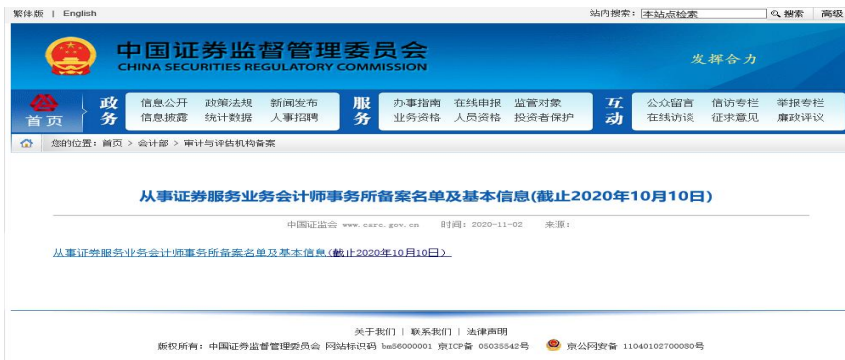 繁体版 | English 站内搜索: 本站点检索 搜索 高级
中国证券监督管理委员会
CHINA SECURITIES REGULATORY COMMISSION
发挥合力
首页
政务
信息公开 政策法规 新闻发布
信息披露 统计数据 人事招聘
服务
办事指南 在线申报 监管对象
业务资格 人员资格 投资者保护
互动
公众留言 信访专栏 举报专栏
在线访谈 征求意见 廉政评议
您的位置: 首页 > 会计部 > 审计与评估机构备案
从事证券服务业务会计师事务所备案名单及基本信息(截止2020年10月10日)
中国证监会 www.csrc.gov.cn 时间: 2020-11-02 来源:
从事证券服务业务会计师事务所备案名单及基本信息(截止2020年10月10日)
关于我们 | 联系我们 | 法律声明
版权所有: 中国证券监督管理委员会 网站标识码 bm56000001 京ICP备 05035542号 京公网安备 11040102700080号